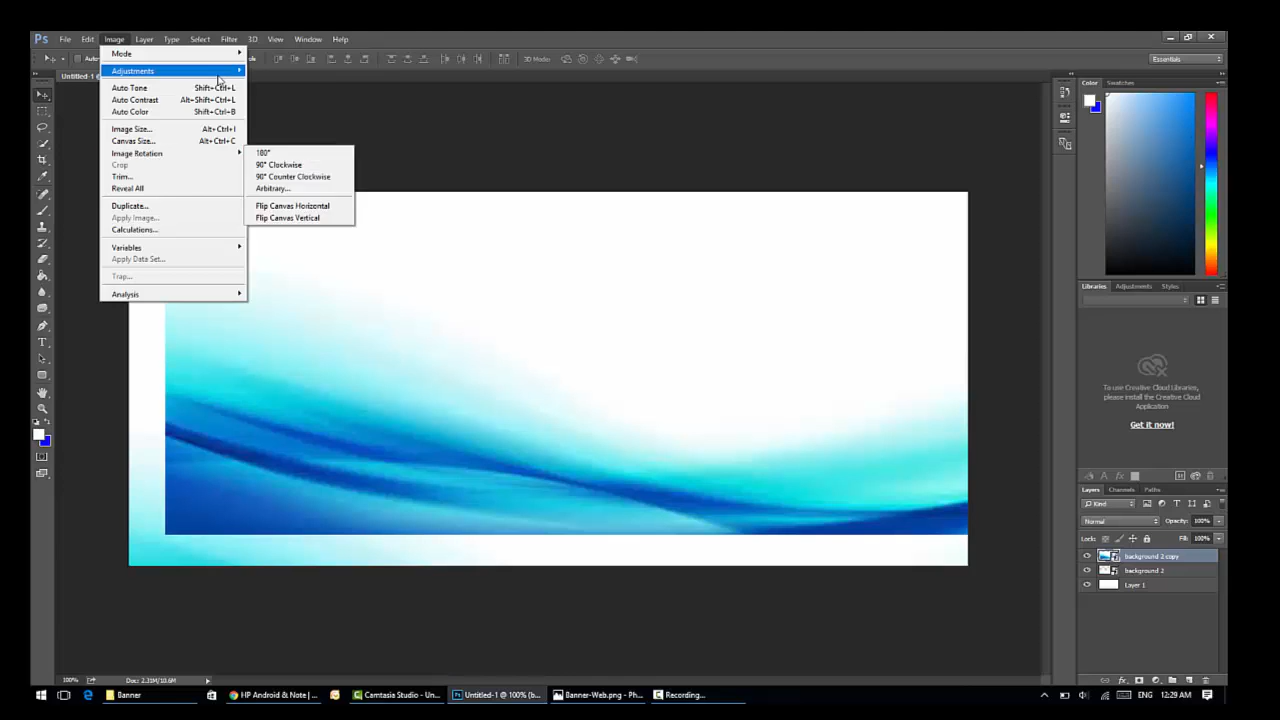 Ps File Edit Image Layer Type Select Filter 3D View Window Help
3D Mode
Essentials
Untitled-1 @
Mode
Adjustments
Auto Tone Shift+Ctrl+L
Auto Contrast Alt+Shift+Ctrl+L
Auto Color Shift+Ctrl+B
Image Size... Alt+Ctrl+I
Canvas Size... Alt+Ctrl+C
Image Rotation
Crop
Trim...
Reveal All
Duplicate...
Apply Image...
Calculations...
Variables
Apply Data Set...
Trap...
Analysis
180°
90° Clockwise
90° Counter Clockwise
Arbitrary...
Flip Canvas Horizontal
Flip Canvas Vertical
Color Swatches
Libraries Adjustments Styles
To use Creative Cloud Libraries,
please install the Creative Cloud
Application
Get it now!
Layers Channels Paths
Kind
Normal Opacity: 100%
Locks: Fill: 100%
background 2 copy
background 2
Layer 1
100% Doc: 2.31M/10.6M
Banner HP Android & Note | ... Camtasia Studio - Un... Untitled-1 @ 100% (b... Banner-Web.png - Ph... Recording... ENG 12:29 AM